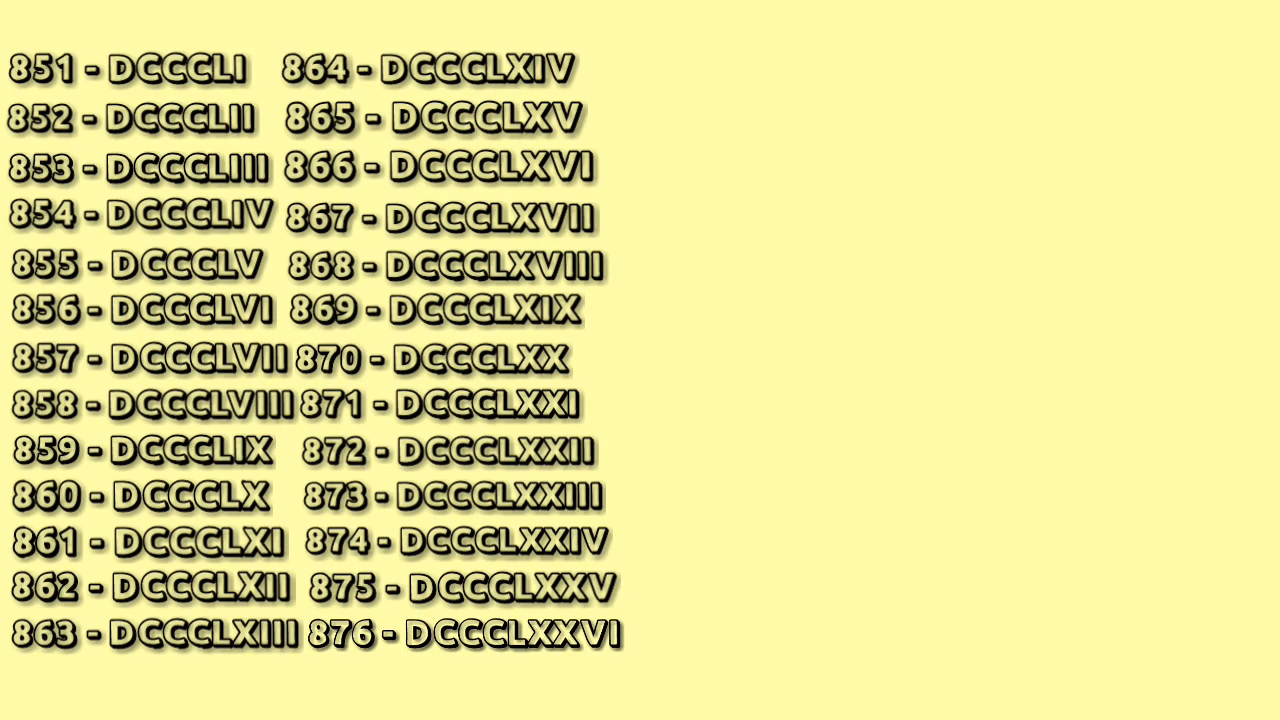 851 - DCCCLI
852 - DCCCLII
853 - DCCCLIII
854 - DCCCLIV
855 - DCCCLV
856 - DCCCLVI
857 - DCCCLVII
858 - DCCCLVIII
859 - DCCCLIX
860 - DCCCLX
861 - DCCCLXI
862 - DCCCLXII
863 - DCCCLXIII
864 - DCCCLXIV
865 - DCCCLXV
866 - DCCCLXVI
867 - DCCCLXVII
868 - DCCCLXVIII
869 - DCCCLXIX
870 - DCCCLXX
871 - DCCCLXXI
872 - DCCCLXXII
873 - DCCCLXXIII
874 - DCCCLXXIV
875 - DCCCLXXV
876 - DCCCLXXVI